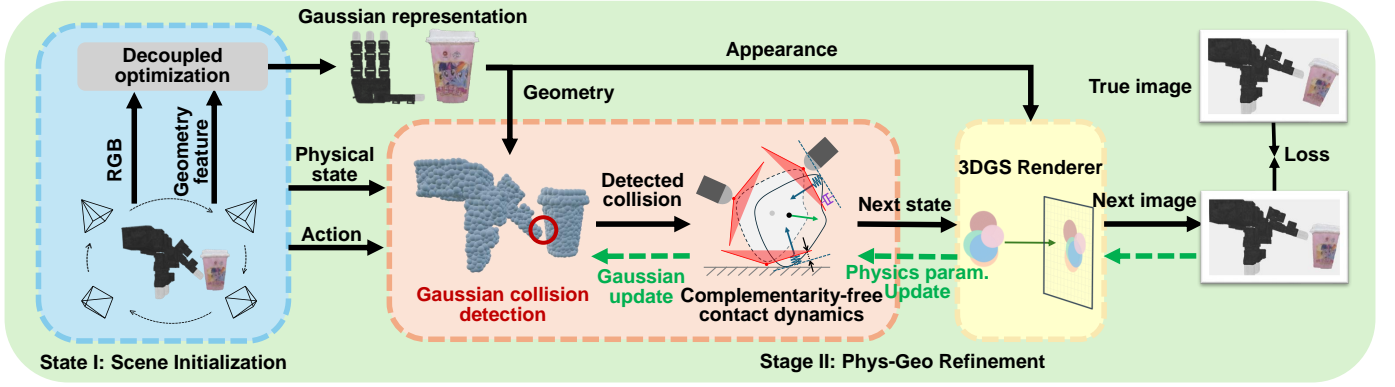 Gaussian representation
Decoupled
optimization
Appearance
Geometry
True image
RGB
Geometry
feature
Physical
state
Action
Detected
collision
Next state
3DGS Renderer
Next image
Loss
Gaussian
update
Physics param.
Update
Gaussian collision
detection
Complementarity-free
contact dynamics
State I: Scene Initialization
Stage II: Phys-Geo Refinement